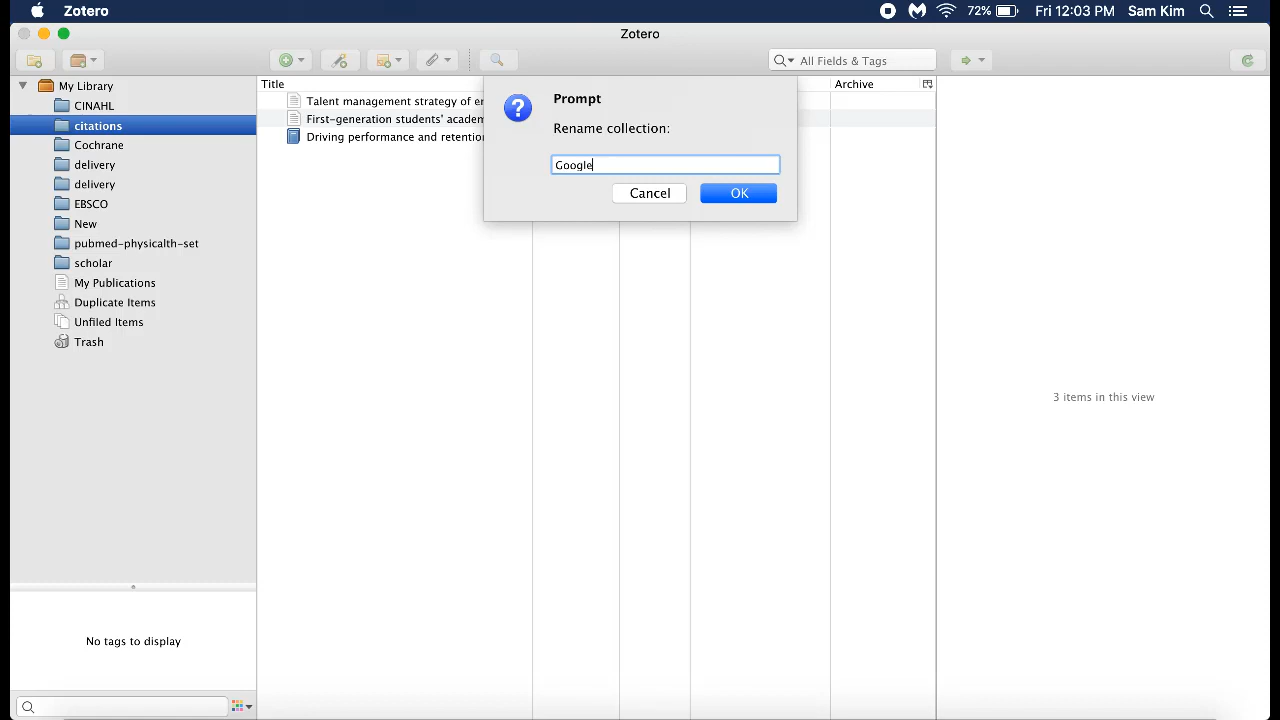 Zotero 72% Fri 12:03 PM Sam Kim
Zotero
All Fields & Tags
My Library
CINAHL
citations
Cochrane
delivery
delivery
EBSCO
New
pubmed-physicalth-set
scholar
My Publications
Duplicate Items
Unfiled Items
Trash
No tags to display
Title Archive
Talent management strategy of
First-generation students'
Driving performance and
Prompt
Rename collection:
Google
Cancel OK
3 items in this view